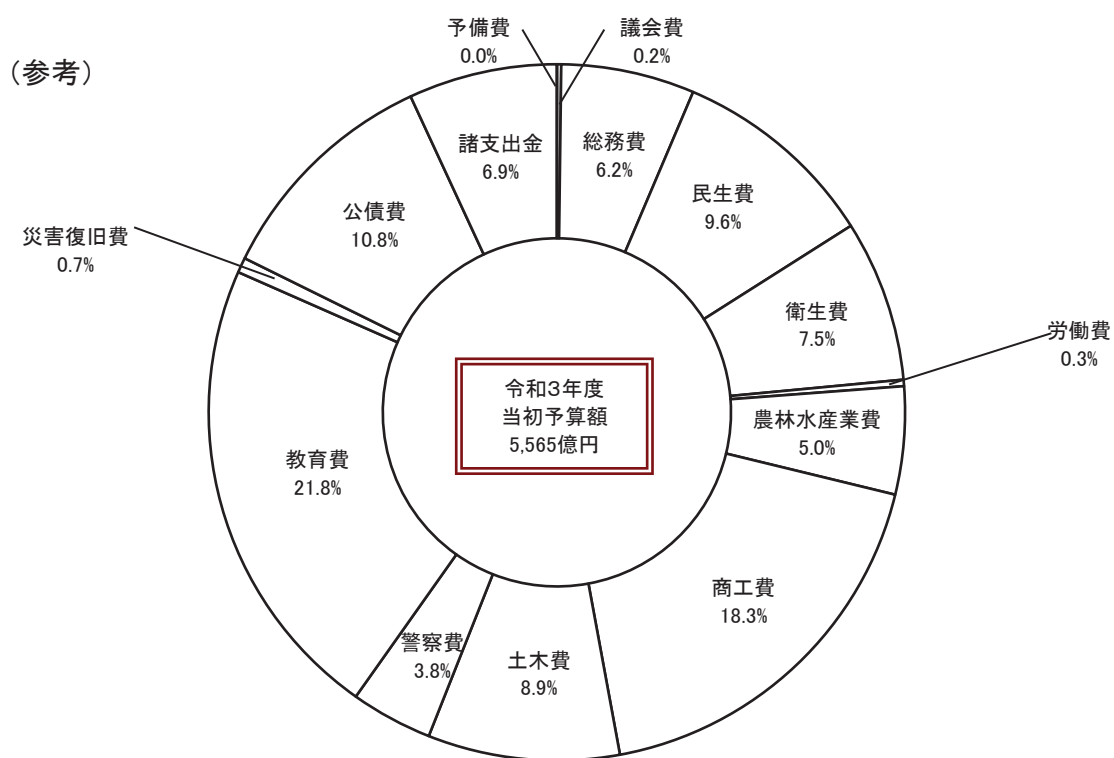 （参考）
予備費
0.0%
議会費
0.2%
総務費
6.2%
民生費
9.6%
衛生費
7.5%
労働費
0.3%
農林水産業費
5.0%
商工費
18.3%
土木費
8.9%
警察費
3.8%
教育費
21.8%
災害復旧費
0.7%
公債費
10.8%
諸支出金
6.9%
令和3年度
当初予算額
5,565億円